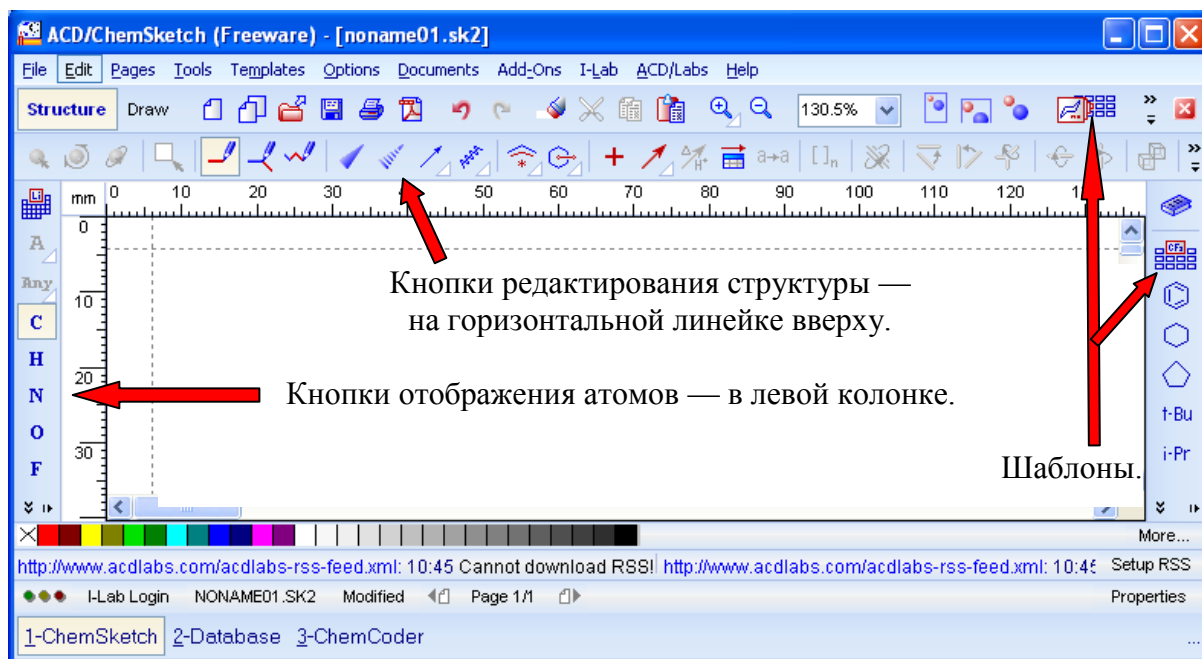 ACD/ChemSketch (Freeware) - [noname01.sk2]
File Edit Pages Tools Templates Options Documents Add-Ons I-Lab ACD/Labs Help
Structure Draw 130.5%
a→a [ ]n
Li mm 0 10 20 30 50 60 70 80 90 100 110 120
0
A
CF3
Any
Кнопки редактирования структуры —
10
C
на горизонтальной линейке вверху.
H
20
N
Кнопки отображения атомов — в левой колонке.
t-Bu
O
30
i-Pr
F
Шаблоны.
More...
http://www.acdlabs.com/acdlabs-rss-feed.xml: 10:45 Cannot download RSS! http://www.acdlabs.com/acdlabs-rss-feed.xml: 10:45 Setup RSS
I-Lab Login NONAME01.SK2 Modified Page 1/1 Properties
1-ChemSketch 2-Database 3-ChemCoder ...